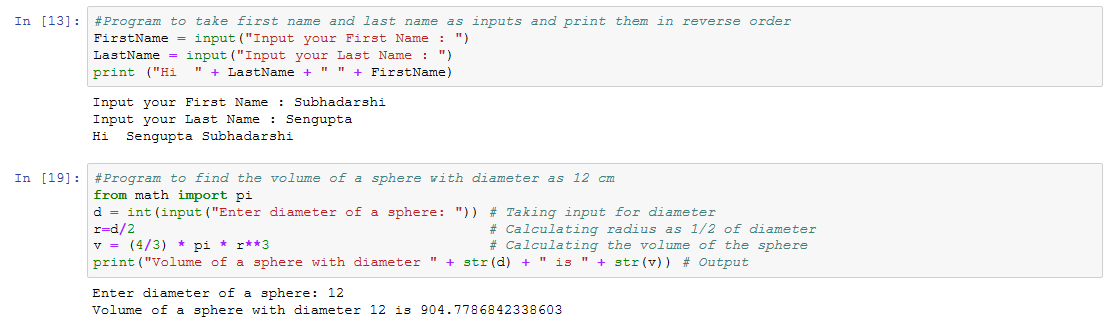 In [13]: #Program to take first name and last name as inputs and print them in reverse order
FirstName = input("Input your First Name : ")
LastName = input("Input your Last Name : ")
print ("Hi  " + LastName + " " + FirstName)
Input your First Name : Subhadarshi
Input your Last Name : Sengupta
Hi  Sengupta Subhadarshi
In [19]: #Program to find the volume of a sphere with diameter as 12 cm
from math import pi
d = int(input("Enter diameter of a sphere: ")) # Taking input for diameter
r=d/2                                          # Calculating radius as 1/2 of diameter
v = (4/3) * pi * r**3                          # Calculating the volume of the sphere
print("Volume of a sphere with diameter " + str(d) + " is " + str(v)) # Output
Enter diameter of a sphere: 12
Volume of a sphere with diameter 12 is 904.7786842338603